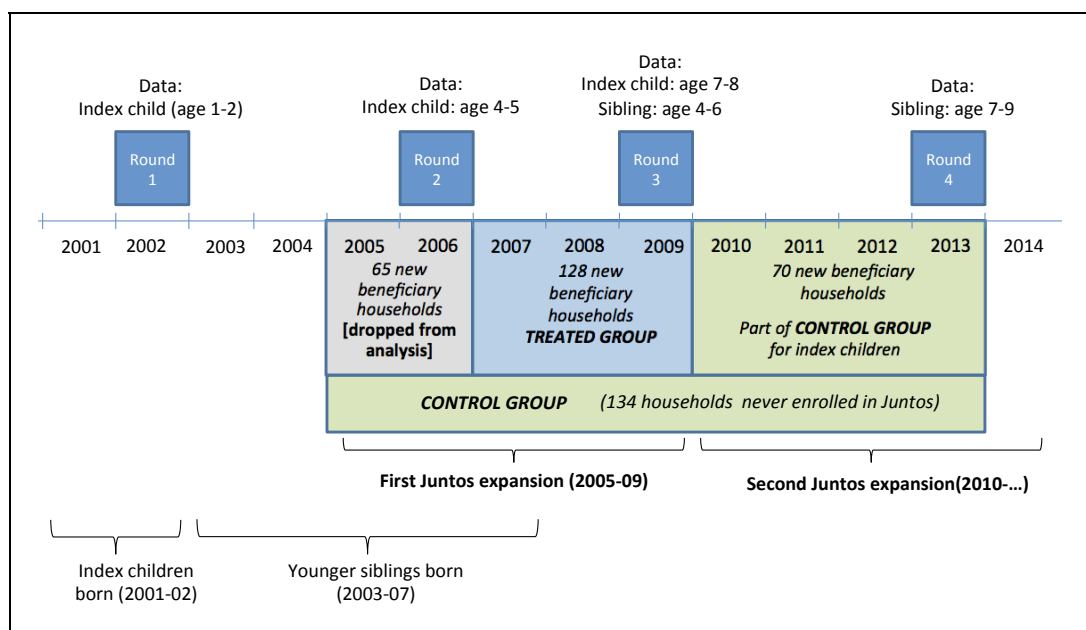 Data:
Index child (age 1-2)
Data:
Index child: age 4-5
Data:
Index child: age 7-8
Sibling: age 4-6
Data:
Sibling: age 7-9
Round
1
Round
2
Round
3
Round
4
2001 2002 2003 2004 2005 2006 2007 2008 2009 2010 2011 2012 2013 2014
65 new
beneficiary
households
[dropped from
analysis]
128 new
beneficiary
households
TREATED GROUP
70 new beneficiary
households
Part of CONTROL GROUP
for index children
CONTROL GROUP (134 households never enrolled in Juntos)
First Juntos expansion (2005-09)
Second Juntos expansion(2010-...)
Index children
born (2001-02)
Younger siblings born
(2003-07)